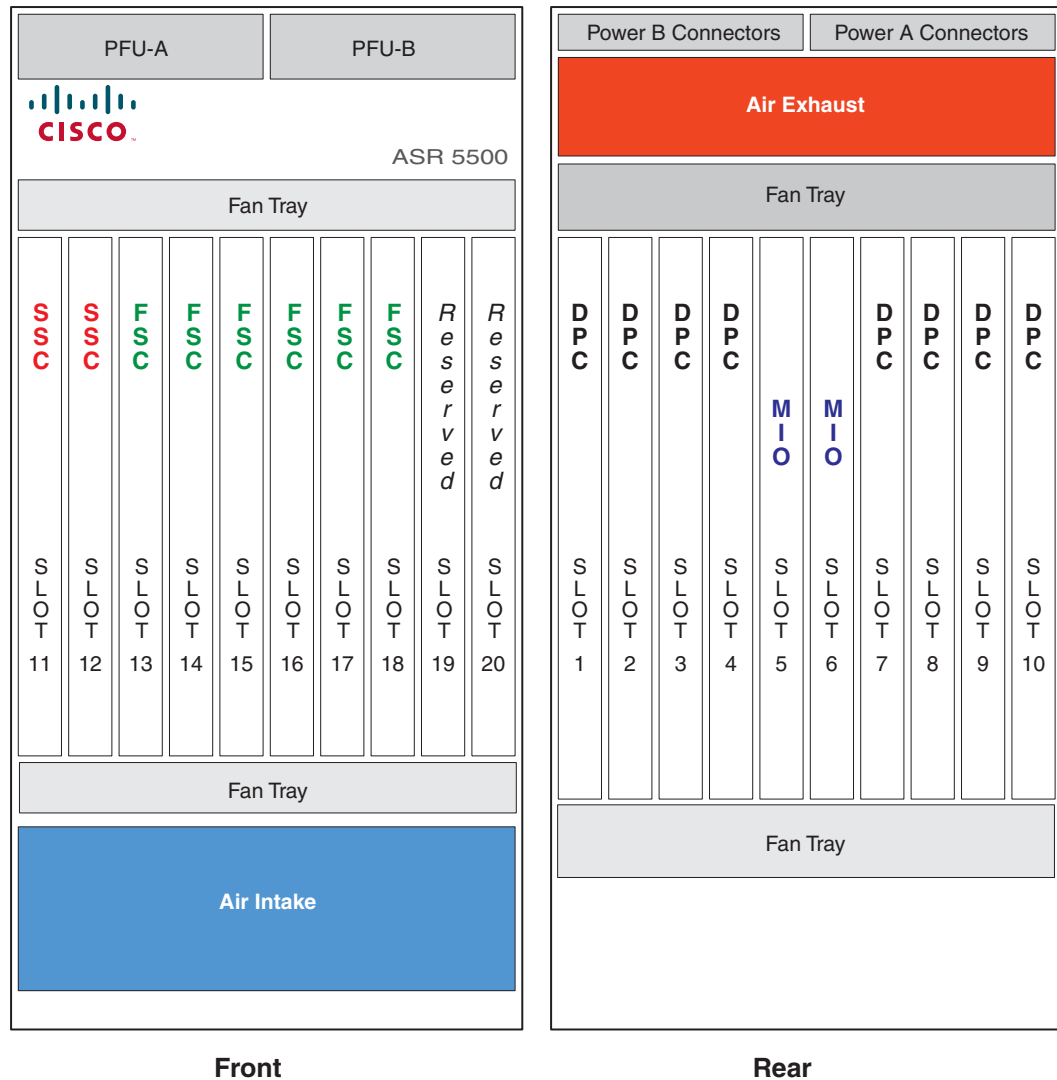 PFU-A PFU-B
CISCO™
ASR 5500
Fan Tray
SSC SSC FSC FSC FSC FSC FSC FSC Reserved Reserved
SLOT SLOT SLOT SLOT SLOT SLOT SLOT SLOT SLOT SLOT
11 12 13 14 15 16 17 18 19 20
Fan Tray
Air Intake
Front
Power B Connectors Power A Connectors
Air Exhaust
Fan Tray
DPC DPC DPC DPC MIO MIO DPC DPC DPC DPC
SLOT SLOT SLOT SLOT SLOT SLOT SLOT SLOT SLOT SLOT
1 2 3 4 5 6 7 8 9 10
Fan Tray
Rear